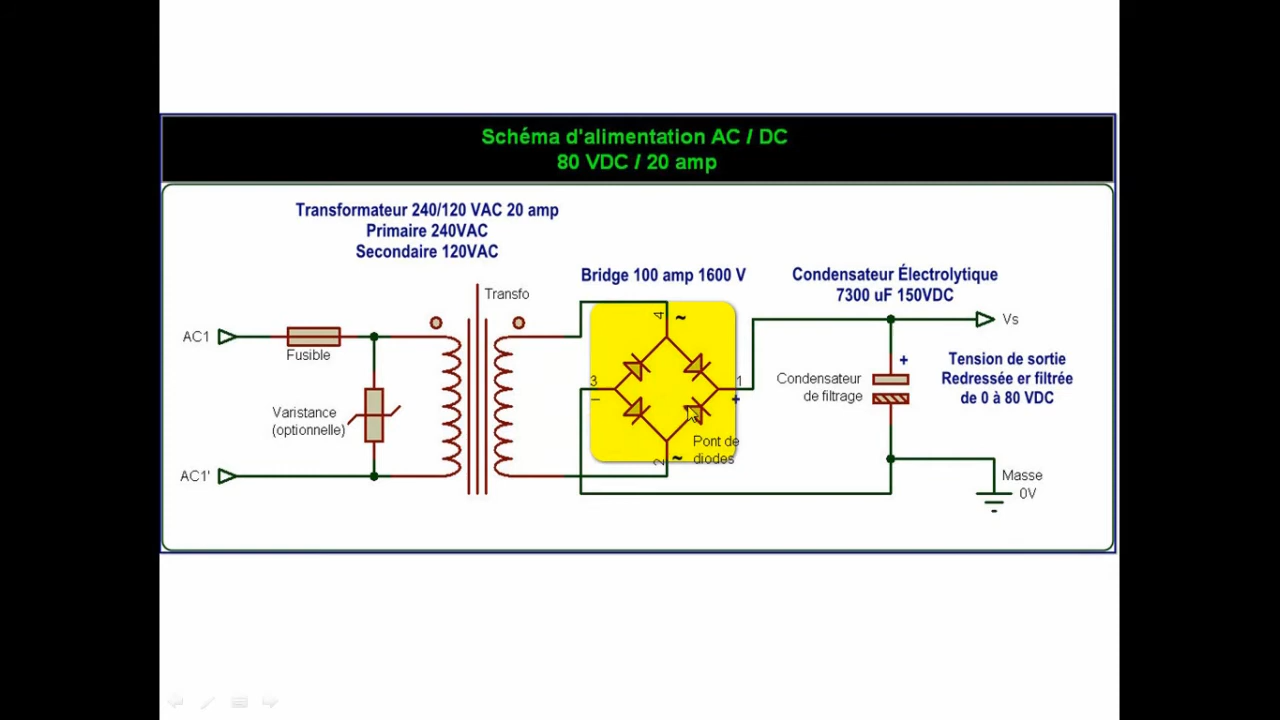 Schéma d'alimentation AC / DC
80 VDC / 20 amp
Transformateur 240/120 VAC 20 amp
Primaire 240VAC
Secondaire 120VAC
Bridge 100 amp 1600 V
Condensateur Électrolytique
7300 uF 150VDC
Transfo
AC1
Fusible
Varistance
(optionnelle)
AC1'
4
~
3
–
1
+
2
~
Pont de
diodes
Vs
+
Condensateur
de filtrage
Tension de sortie
Redressée er filtrée
de 0 à 80 VDC
Masse
0V